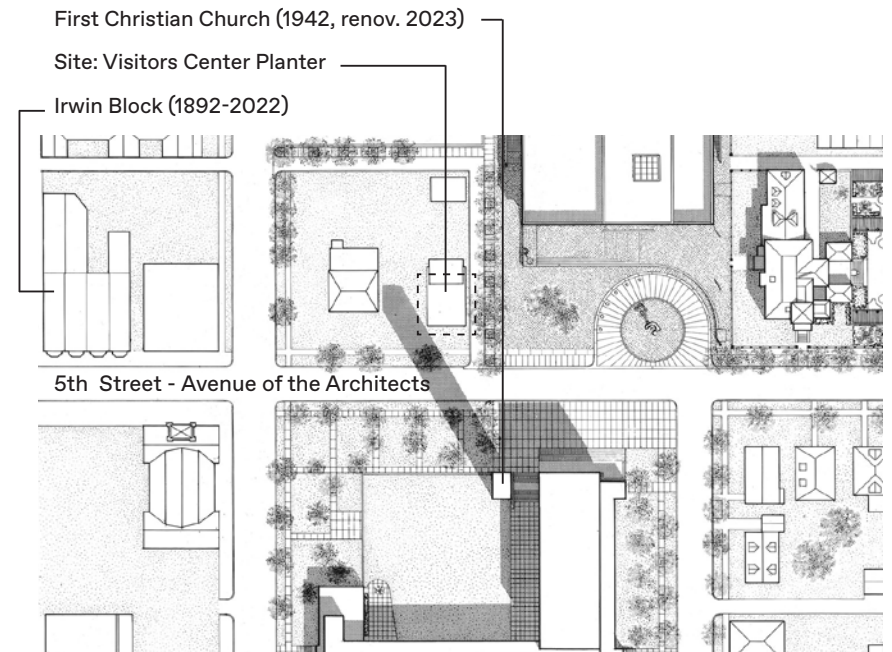 First Christian Church (1942, renov. 2023)
Site: Visitors Center Planter
Irwin Block (1892-2022)
5th Street - Avenue of the Architects